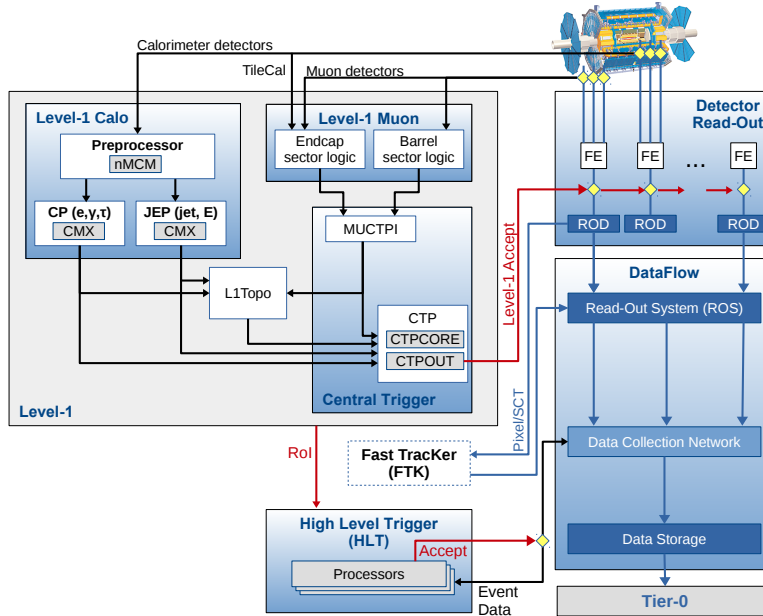 Calorimeter detectors
TileCal
Muon detectors
Level-1 Calo
Preprocessor
nMCM
CP (e,γ,τ)
CMX
JEP (jet, E)
CMX
Level-1 Muon
Endcap
sector logic
Barrel
sector logic
MUCTPI
L1Topo
CTP
CTPCORE
CTPOUT
Central Trigger
Level-1
Level-1 Accept
Detector
Read-Out
FE
FE
...
FE
ROD
ROD
ROD
DataFlow
Read-Out System (ROS)
Data Collection Network
Data Storage
Tier-0
Pixel/SCT
RoI
Fast TracKer
(FTK)
High Level Trigger
(HLT)
Accept
Processors
Event
Data